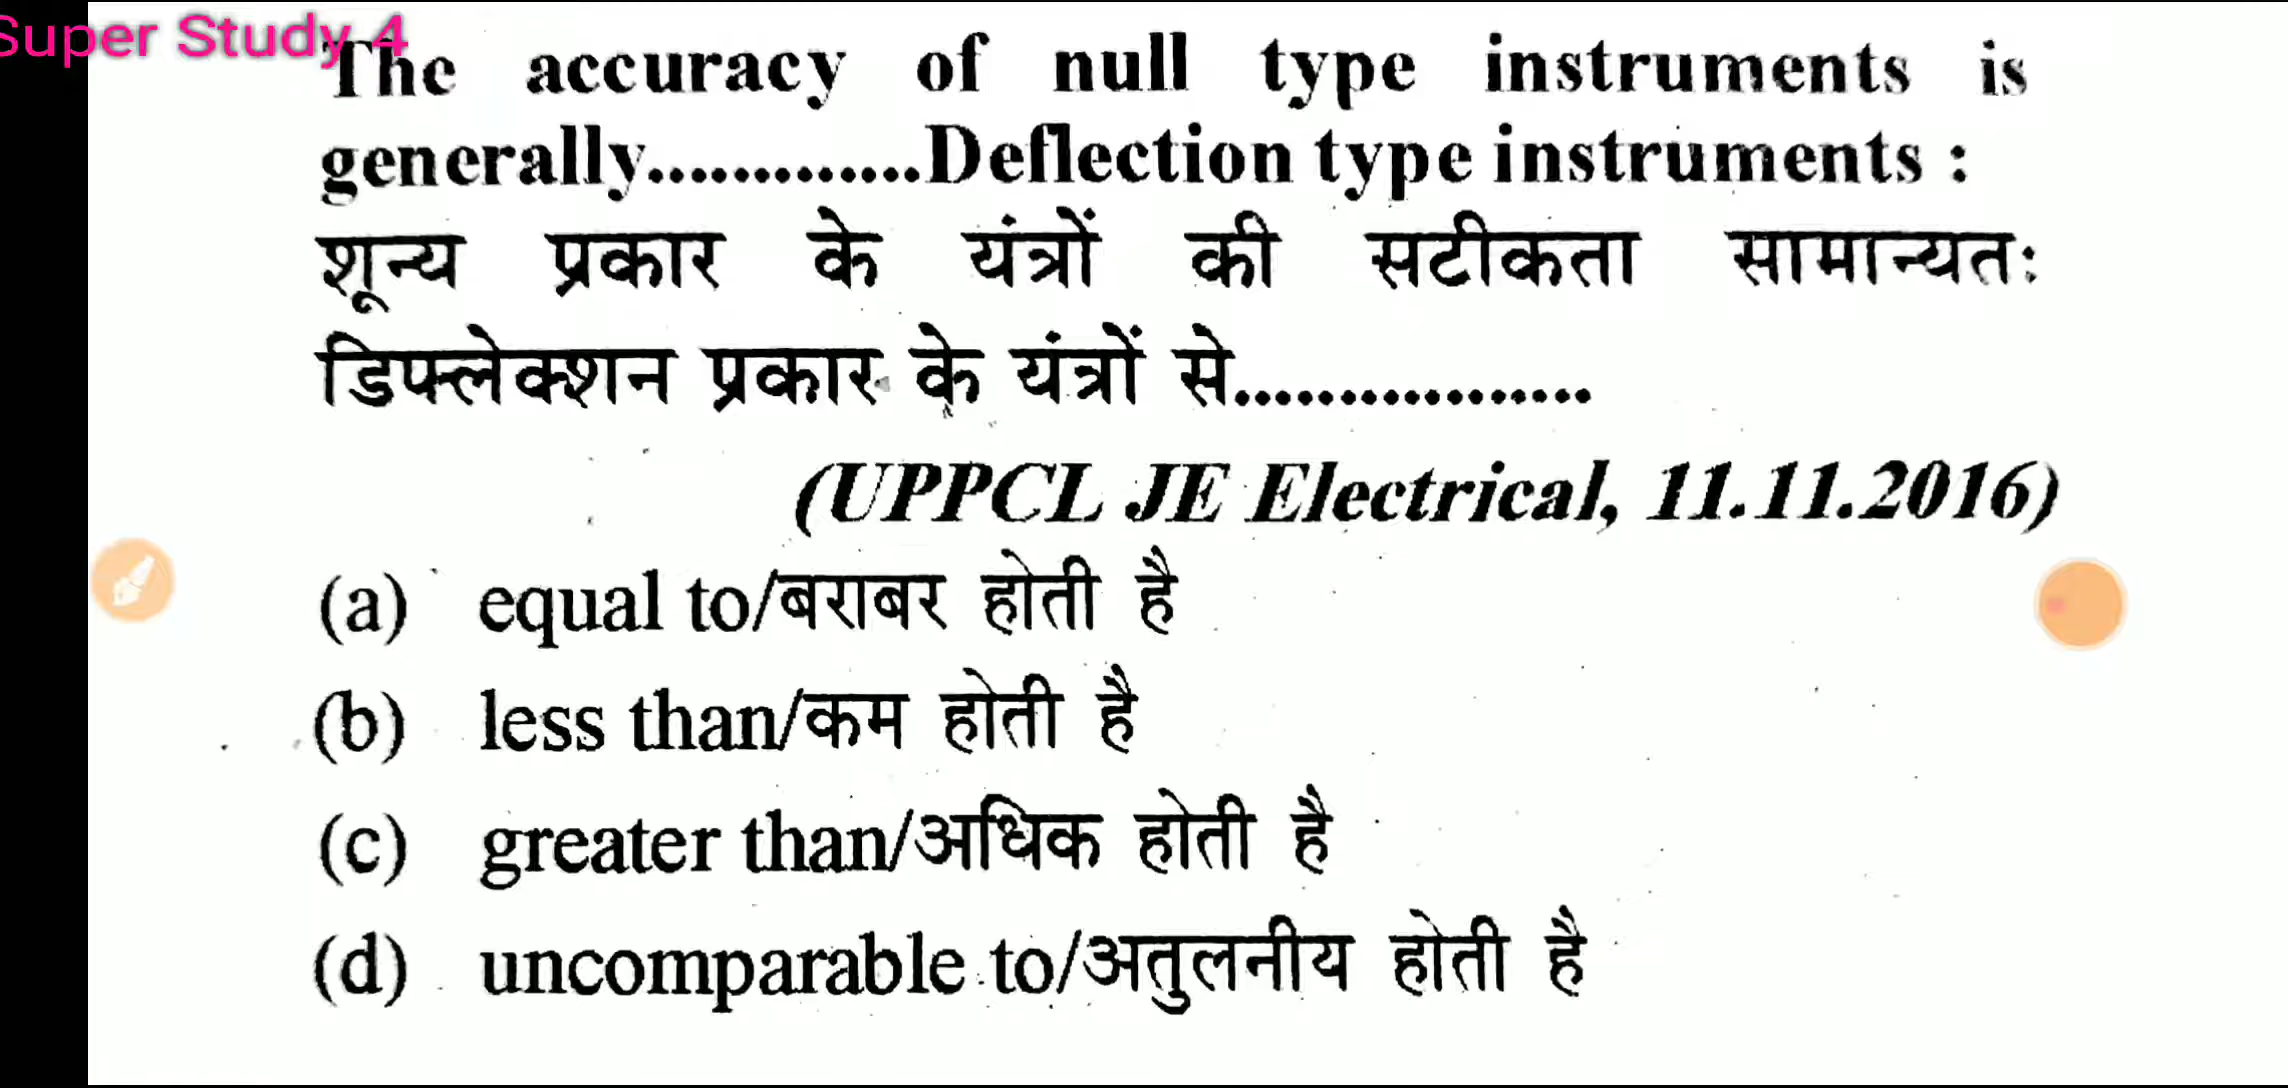 Super Study 4
The accuracy of null type instruments is
generally.............Deflection type instruments :
शून्य प्रकार के यंत्रों की सटीकता सामान्यतः
डिफ्लेक्शन प्रकार के यंत्रों से.................
(UPPCL JE Electrical, 11.11.2016)
(a) equal to/बराबर होती है
(b) less than/कम होती है
(c) greater than/अधिक होती है
(d) uncomparable to/अतुलनीय होती है